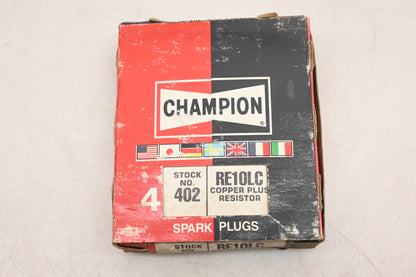 CHAMPION
®
4
STOCK NO. 402
RE10LC
COPPER PLUS
RESISTOR
SPARK PLUGS
STOCK
RE10LC